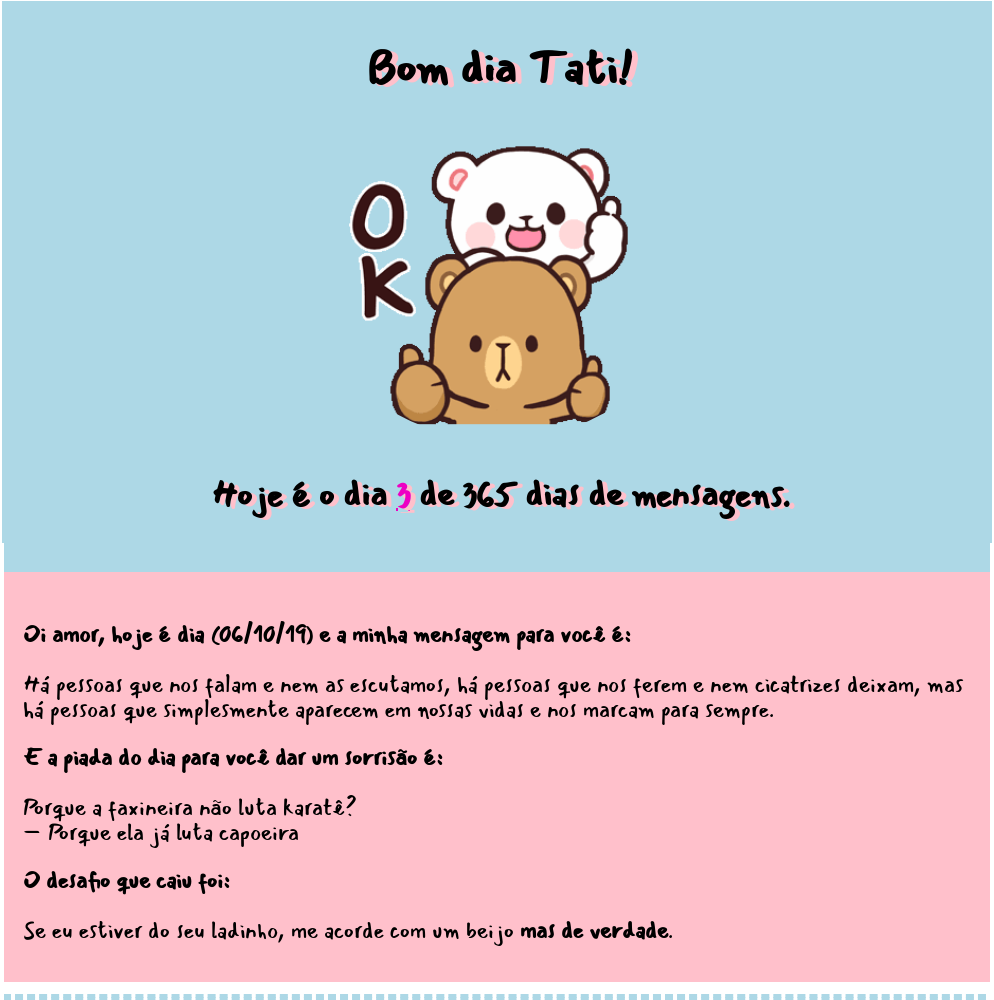 Bom dia Tati!
O
K
Hoje é o dia 3 de 365 dias de mensagens.
Oi amor, hoje é dia (06/10/19) e a minha mensagem para você é:
Há pessoas que nos falam e nem as escutamos, há pessoas que nos ferem e nem cicatrizes deixam, mas
há pessoas que simplesmente aparecem em nossas vidas e nos marcam para sempre.
E a piada do dia para você dar um sorrisão é:
Porque a faxineira não luta karatê?
— Porque ela já luta capoeira
O desafio que caiu foi:
Se eu estiver do seu ladinho, me acorde com um beijo mas de verdade.